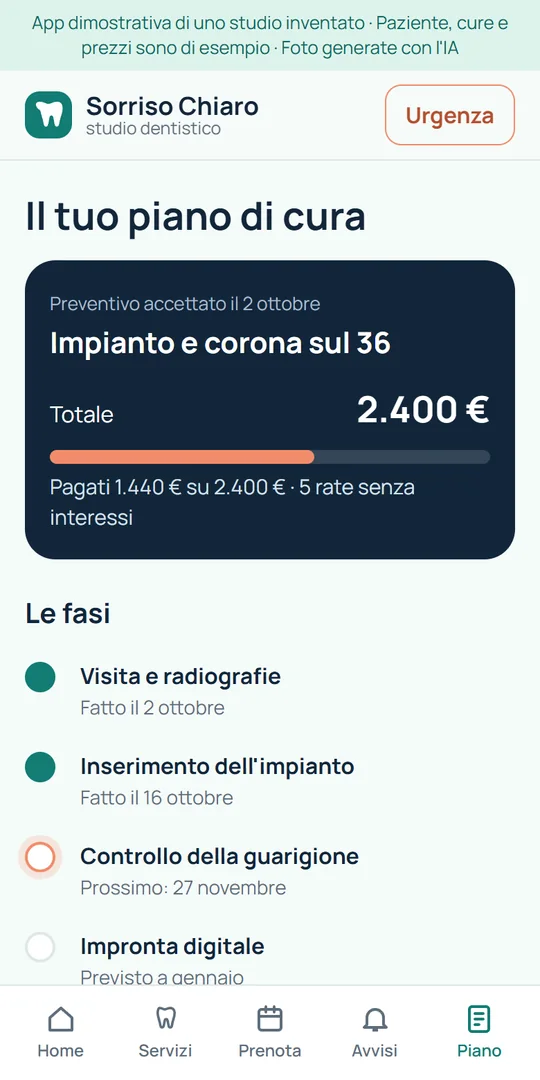 App dimostrativa di uno studio inventato · Paziente, cure e
prezzi sono di esempio · Foto generate con l'IA
Sorriso Chiaro
studio dentistico
Urgenza
Il tuo piano di cura
Preventivo accettato il 2 ottobre
Impianto e corona sul 36
Totale
2.400 €
Pagati 1.440 € su 2.400 € · 5 rate senza
interessi
Le fasi
Visita e radiografie
Fatto il 2 ottobre
Inserimento dell'impianto
Fatto il 16 ottobre
Controllo della guarigione
Prossimo: 27 novembre
Impronta digitale
Previsto a gennaio
Home
Servizi
Prenota
Avvisi
Piano